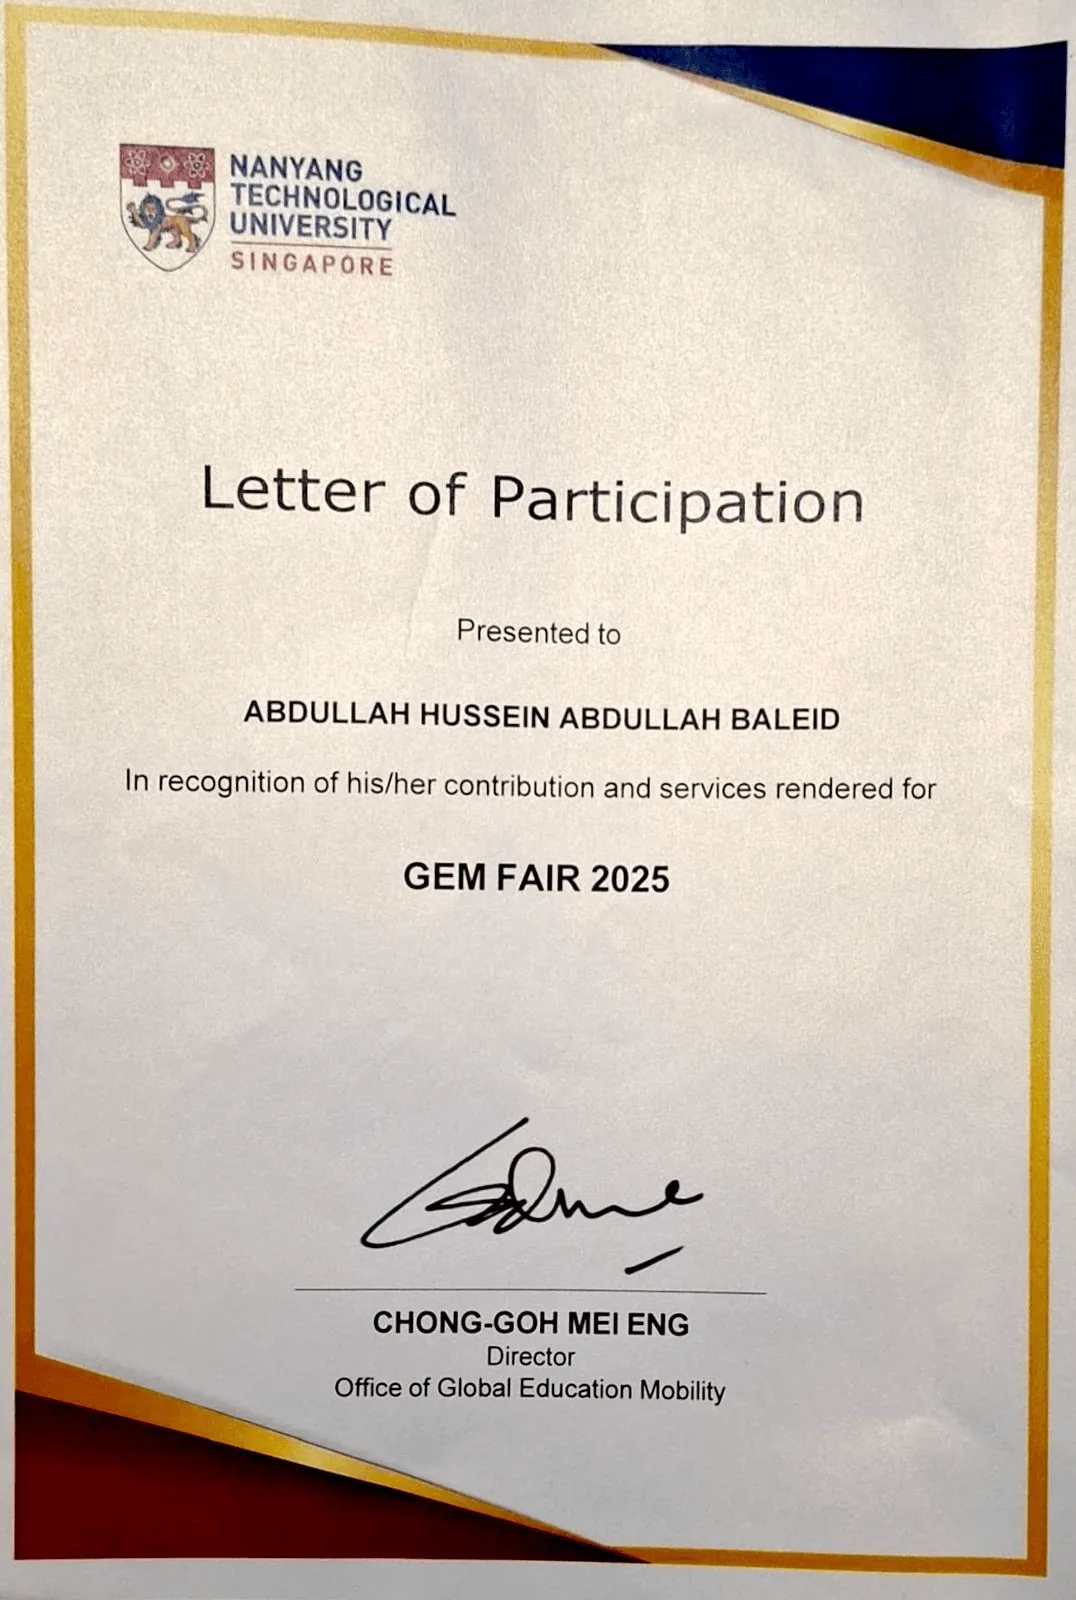 NANYANG
TECHNOLOGICAL
UNIVERSITY
SINGAPORE
Letter of Participation
Presented to
ABDULLAH HUSSEIN ABDULLAH BALEID
In recognition of his/her contribution and services rendered for
GEM FAIR 2025
CHONG-GOH MEI ENG
Director
Office of Global Education Mobility